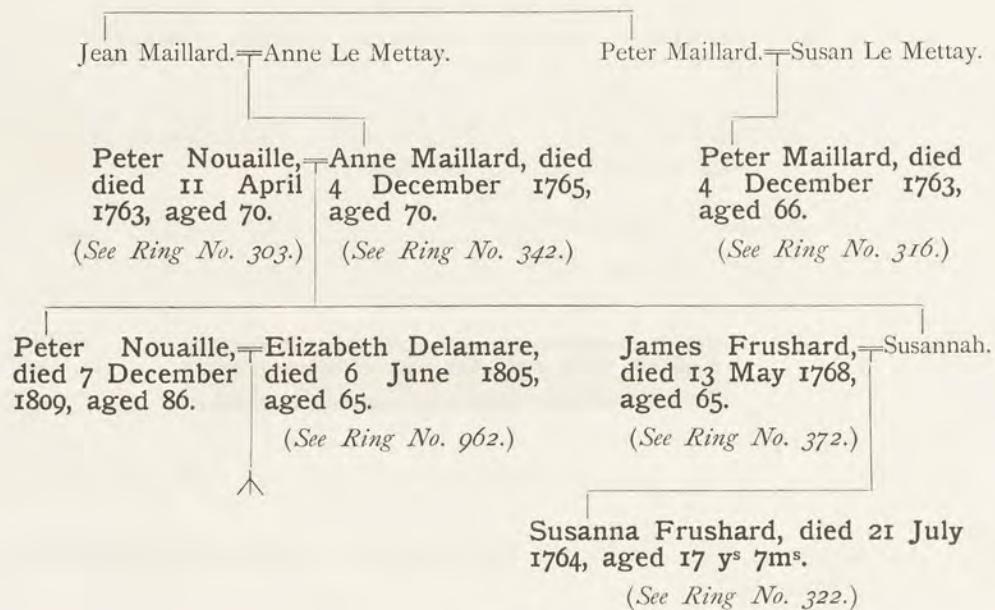 Jean Maillard. Anne Le Mettay.
Peter Maillard. Susan Le Mettay.
Peter Nouaille,
died 11 April
1763, aged 70.
(See Ring No. 303.)
Anne Maillard, died
4 December 1765,
aged 70.
(See Ring No. 342.)
Peter Maillard, died
4 December 1763,
aged 66.
(See Ring No. 316.)
Peter Nouaille,
died 7 December
1809, aged 86.
Elizabeth Delamare,
died 6 June 1805,
aged 65.
(See Ring No. 962.)
James Frushard,
died 13 May 1768,
aged 65.
(See Ring No. 372.)
Susannah.
Susanna Frushard, died 21 July
1764, aged 17 yˢ 7mˢ.
(See Ring No. 322.)